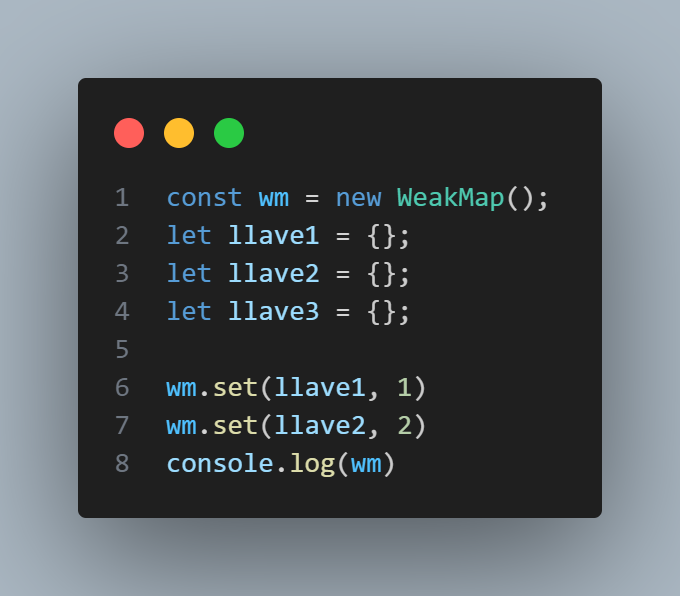 1 const wm = new WeakMap();
2 let llave1 = {};
3 let llave2 = {};
4 let llave3 = {};
5
6 wm.set(llave1, 1)
7 wm.set(llave2, 2)
8 console.log(wm)